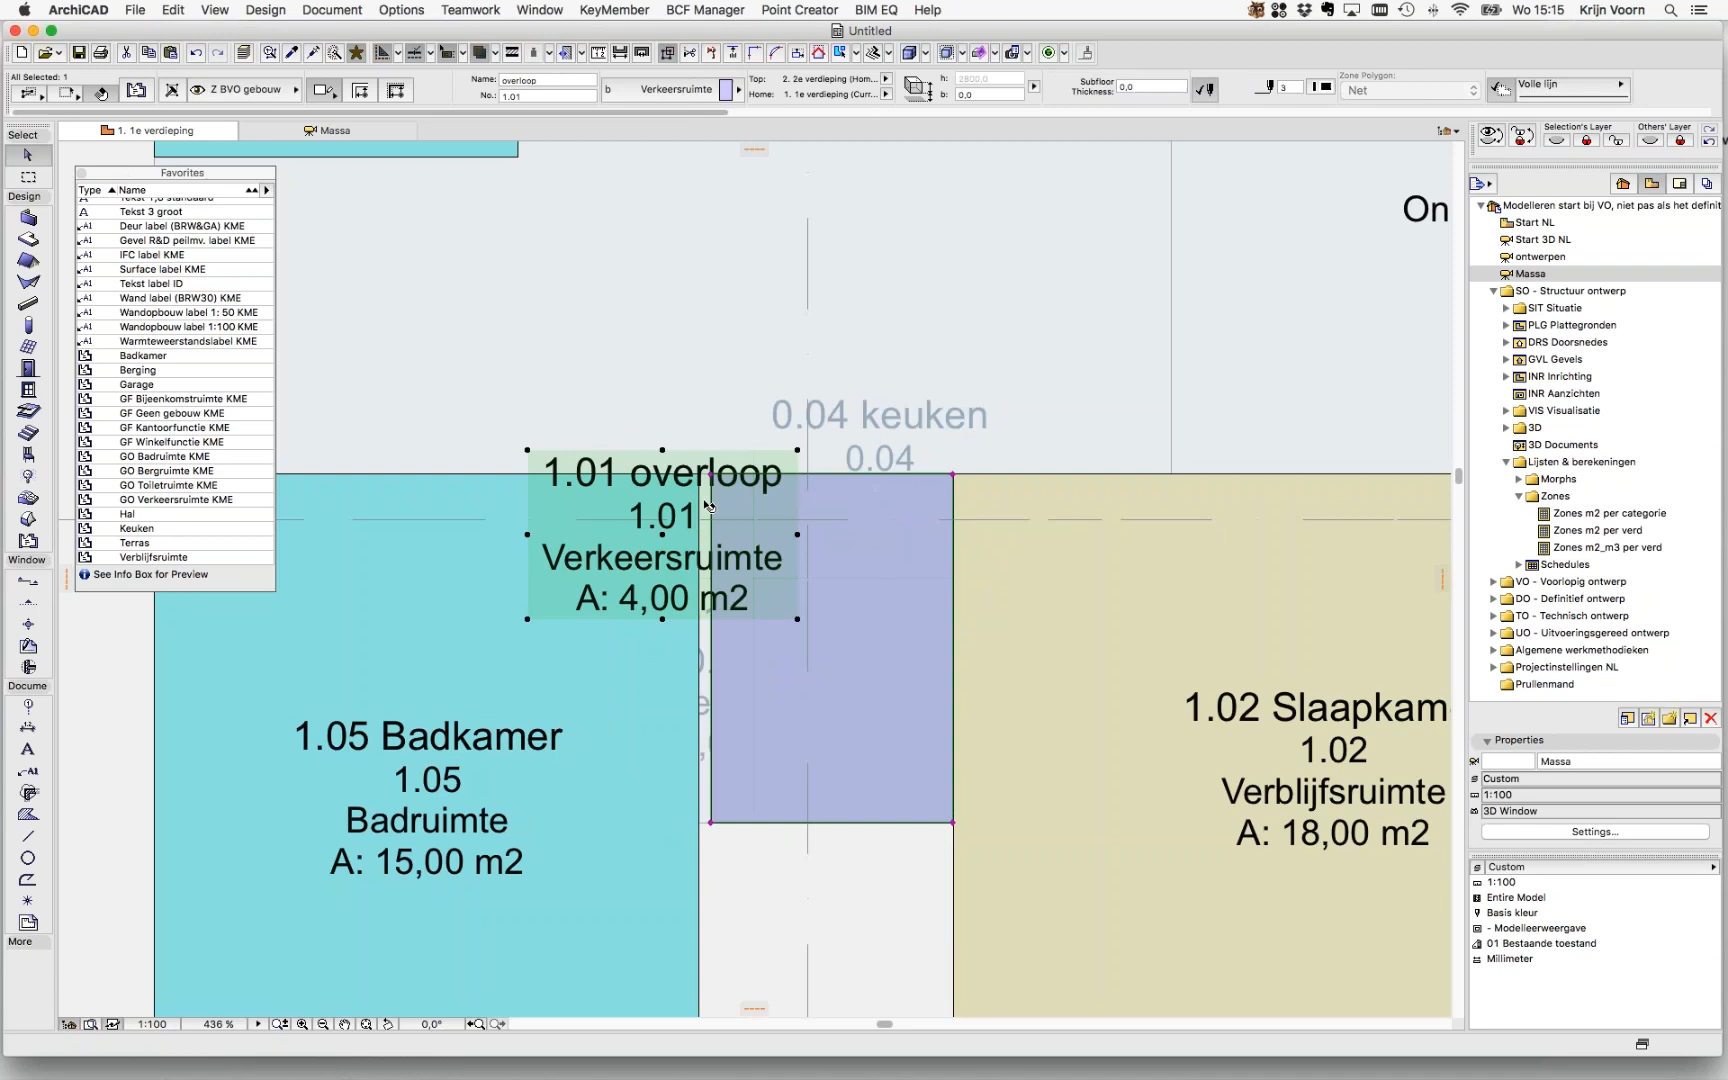 ArchiCAD File Edit View Design Document Options Teamwork Window KeyMember BCF Manager Point Creator BIM EQ Help Wo 15:15 Krijn Voorn
Untitled
All Selected: 1
Z BVO gebouw
Name: overloop
No.: 1.01
b Verkeersruimte
Top: 2. 2e verdieping (Hom...
Home: 1. 1e verdieping (Curr...
h: 2800,0
b: 0,0
Subfloor
Thickness: 0,0
3
Zone Polygon:
Net
Volle lijn
Select
1. 1e verdieping
Massa
Selection's Layer Others' Layer
Design
Window
Docume
More
Favorites
Type Name
Tekst 1,8 standaard
Tekst 3 groot
Deur label (BRW&GA) KME
Gevel R&D peilmv. label KME
IFC label KME
Surface label KME
Tekst label ID
Wand label (BRW30) KME
Wandopbouw label 1: 50 KME
Wandopbouw label 1:100 KME
Warmteweerstandslabel KME
Badkamer
Berging
Garage
GF Bijeenkomstruimte KME
GF Geen gebouw KME
GF Kantoorfunctie KME
GF Winkelfunctie KME
GO Badruimte KME
GO Bergruimte KME
GO Toiletruimte KME
GO Verkeersruimte KME
Hal
Keuken
Terras
Verblijfsruimte
See Info Box for Preview
On
0.04 keuken
0.04
1.01 overloop
1.01
Verkeersruimte
A: 4,00 m2
1.05 Badkamer
1.05
Badruimte
A: 15,00 m2
1.02 Slaapkam
1.02
Verblijfsruimte
A: 18,00 m2
1:100 436 % 0,0°
Modelleren start bij VO, niet pas als het definit
Start NL
Start 3D NL
ontwerpen
Massa
SO - Structuur ontwerp
SIT Situatie
PLG Plattegronden
DRS Doorsnedes
GVL Gevels
INR Inrichting
INR Aanzichten
VIS Visualisatie
3D
3D Documents
Lijsten & berekeningen
Morphs
Zones
Zones m2 per categorie
Zones m2 per verd
Zones m2_m3 per verd
Schedules
VO - Voorlopig ontwerp
DO - Definitief ontwerp
TO - Technisch ontwerp
UO - Uitvoeringsgereed ontwerp
Algemene werkmethodieken
Projectinstellingen NL
Prullenmand
Properties
Massa
Custom
1:100
3D Window
Settings...
Custom
1:100
Entire Model
Basis kleur
- Modelleerweergave
01 Bestaande toestand
Millimeter